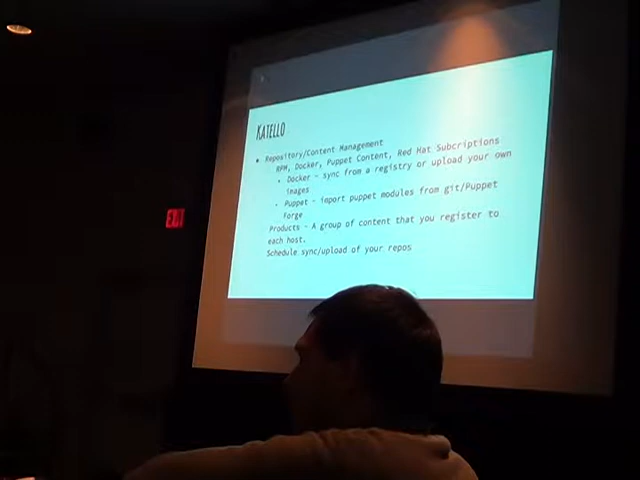 KATELLO
• Repository/Content Management
RPM, Docker, Puppet Content, Red Hat Subcriptions
• Docker - sync from a registry or upload your own
images
• Puppet - import puppet modules from git/Puppet
Forge
Products - A group of content that you register to
each host.
Schedule sync/upload of your repos
EXIT